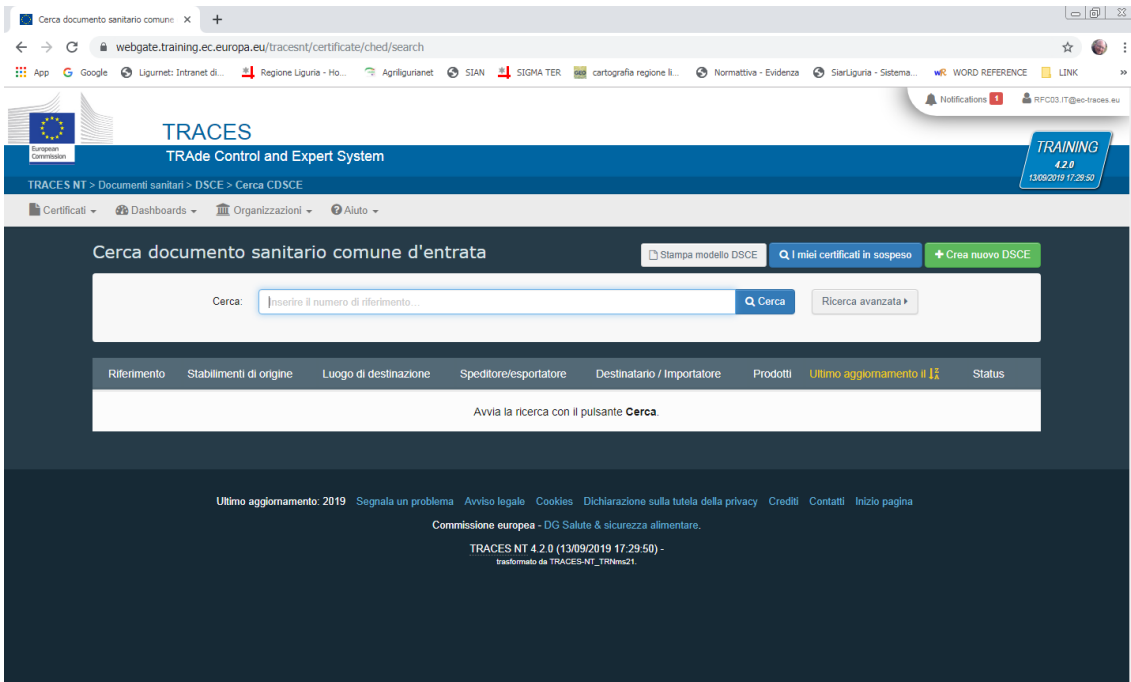 Cerca documento sanitario comune
webgate.training.ec.europa.eu/tracesnt/certificate/ched/search
App Google Ligurnet: Intranet di... Regione Liguria - Ho... Agriligurianet SIAN SIGMA TER GEO cartografia regione li... Normattiva - Evidenza SiarLiguria - Sistema... WR WORD REFERENCE LINK »
Notifications 1 RFC03.IT@ec-traces.eu
European
Commission
TRACES
TRAde Control and Expert System
TRAINING
4.2.0
13/09/2019 17:29:50
TRACES NT > Documenti sanitari > DSCE > Cerca CDSCE
Certificati Dashboards Organizzazioni Aiuto
Cerca documento sanitario comune d'entrata
Stampa modello DSCE I miei certificati in sospeso + Crea nuovo DSCE
Cerca: Inserire il numero di riferimento... Cerca Ricerca avanzata
Riferimento Stabilimenti di origine Luogo di destinazione Speditore/esportatore Destinatario / Importatore Prodotti Ultimo aggiornamento il Status
Avvia la ricerca con il pulsante Cerca.
Ultimo aggiornamento: 2019 Segnala un problema Avviso legale Cookies Dichiarazione sulla tutela della privacy Crediti Contatti Inizio pagina
Commissione europea - DG Salute & sicurezza alimentare.
TRACES NT 4.2.0 (13/09/2019 17:29:50) -
trasformato da TRACES-NT_TRNms21.